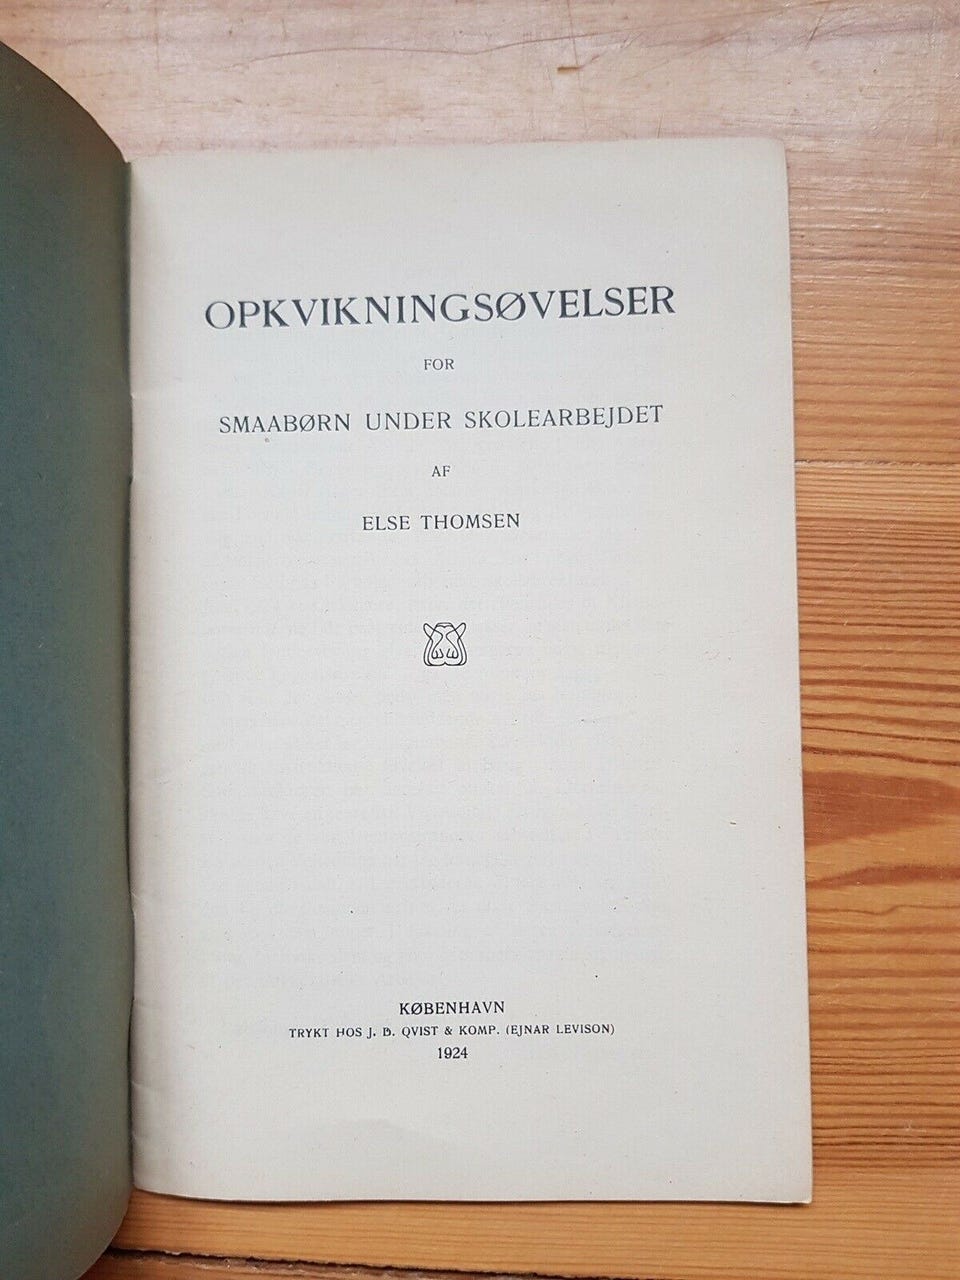 OPKVIKNINGSØVELSER
FOR
SMAABØRN UNDER SKOLEARBEJDET
AF
ELSE THOMSEN
KØBENHAVN
TRYKT HOS J. B. QVIST & KOMP. (EJNAR LEVISON)
1924